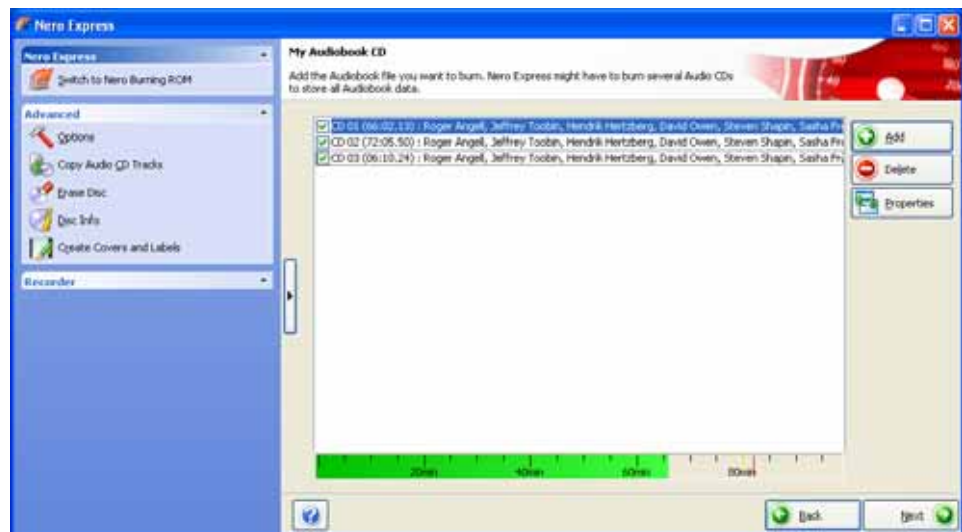 Nero Express
Nero Express
Switch to Nero Burning ROM
Advanced
Options
Copy Audio CD Tracks
Erase Disc
Disc Info
Create Covers and Labels
Recorder
My Audiobook CD
Add the Audiobook file you want to burn. Nero Express might have to burn several Audio CDs
to store all Audiobook data.
CD 01 (66:02.13) : Roger Angell, Jeffrey Toobin, Hendrik Hertzberg, David Owen, Steven Shapin, Sasha Fr
CD 02 (72:05.50) : Roger Angell, Jeffrey Toobin, Hendrik Hertzberg, David Owen, Steven Shapin, Sasha Fr
CD 03 (06:10.24) : Roger Angell, Jeffrey Toobin, Hendrik Hertzberg, David Owen, Steven Shapin, Sasha Fr
Add
Delete
Properties
20min 40min 60min 80min
Back
Next